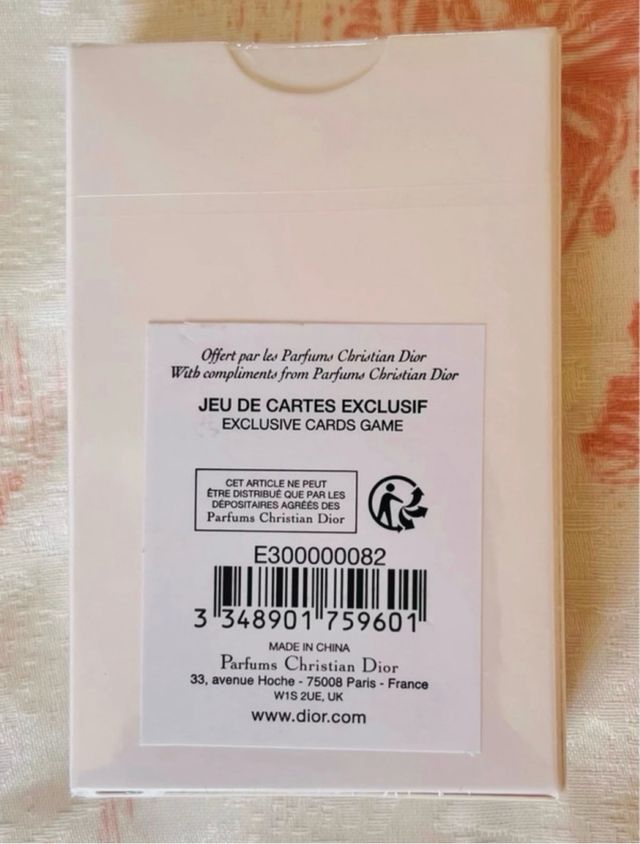 Offert par les Parfums Christian Dior
With compliments from Parfums Christian Dior
JEU DE CARTES EXCLUSIF
EXCLUSIVE CARDS GAME
CET ARTICLE NE PEUT
ÊTRE DISTRIBUÉ QUE PAR LES
DÉPOSITAIRES AGRÉÉS DES
Parfums Christian Dior
E300000082
3 348901 759601
MADE IN CHINA
Parfums Christian Dior
33, avenue Hoche - 75008 Paris - France
W1S 2UE, UK
www.dior.com